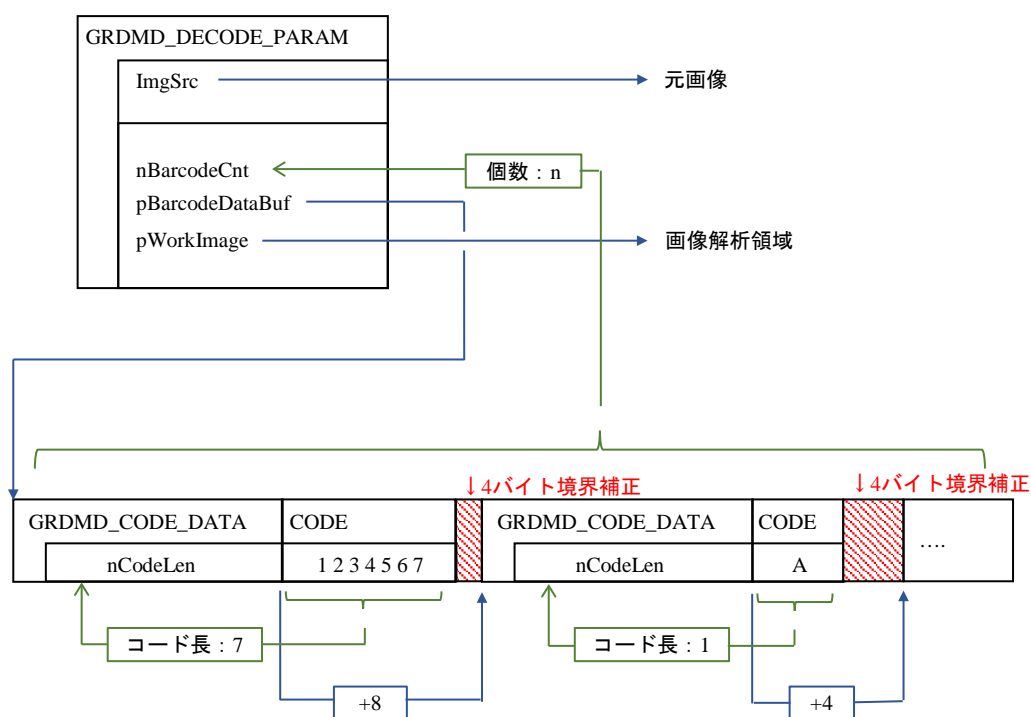 GRDMD_DECODE_PARAM
ImgSrc
元画像
nBarcodeCnt
個数：n
pBarcodeDataBuf
pWorkImage
画像解析領域
↓4バイト境界補正
↓4バイト境界補正
GRDMD_CODE_DATA
CODE
GRDMD_CODE_DATA
CODE
....
nCodeLen
1 2 3 4 5 6 7
nCodeLen
A
コード長：7
コード長：1
+8
+4